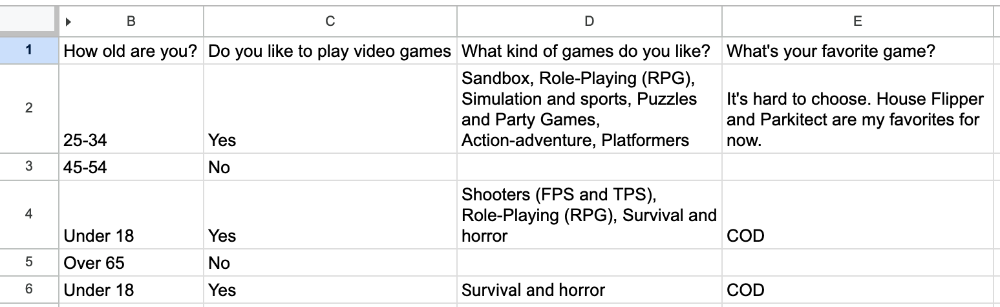 B C D E
1 How old are you? Do you like to play video games What kind of games do you like? What's your favorite game?
2 25-34 Yes Sandbox, Role-Playing (RPG),
Simulation and sports, Puzzles
and Party Games,
Action-adventure, Platformers
It's hard to choose. House Flipper
and Parkitect are my favorites for
now.
3 45-54 No
4 Under 18 Yes Shooters (FPS and TPS),
Role-Playing (RPG), Survival and
horror
COD
5 Over 65 No
6 Under 18 Yes Survival and horror COD